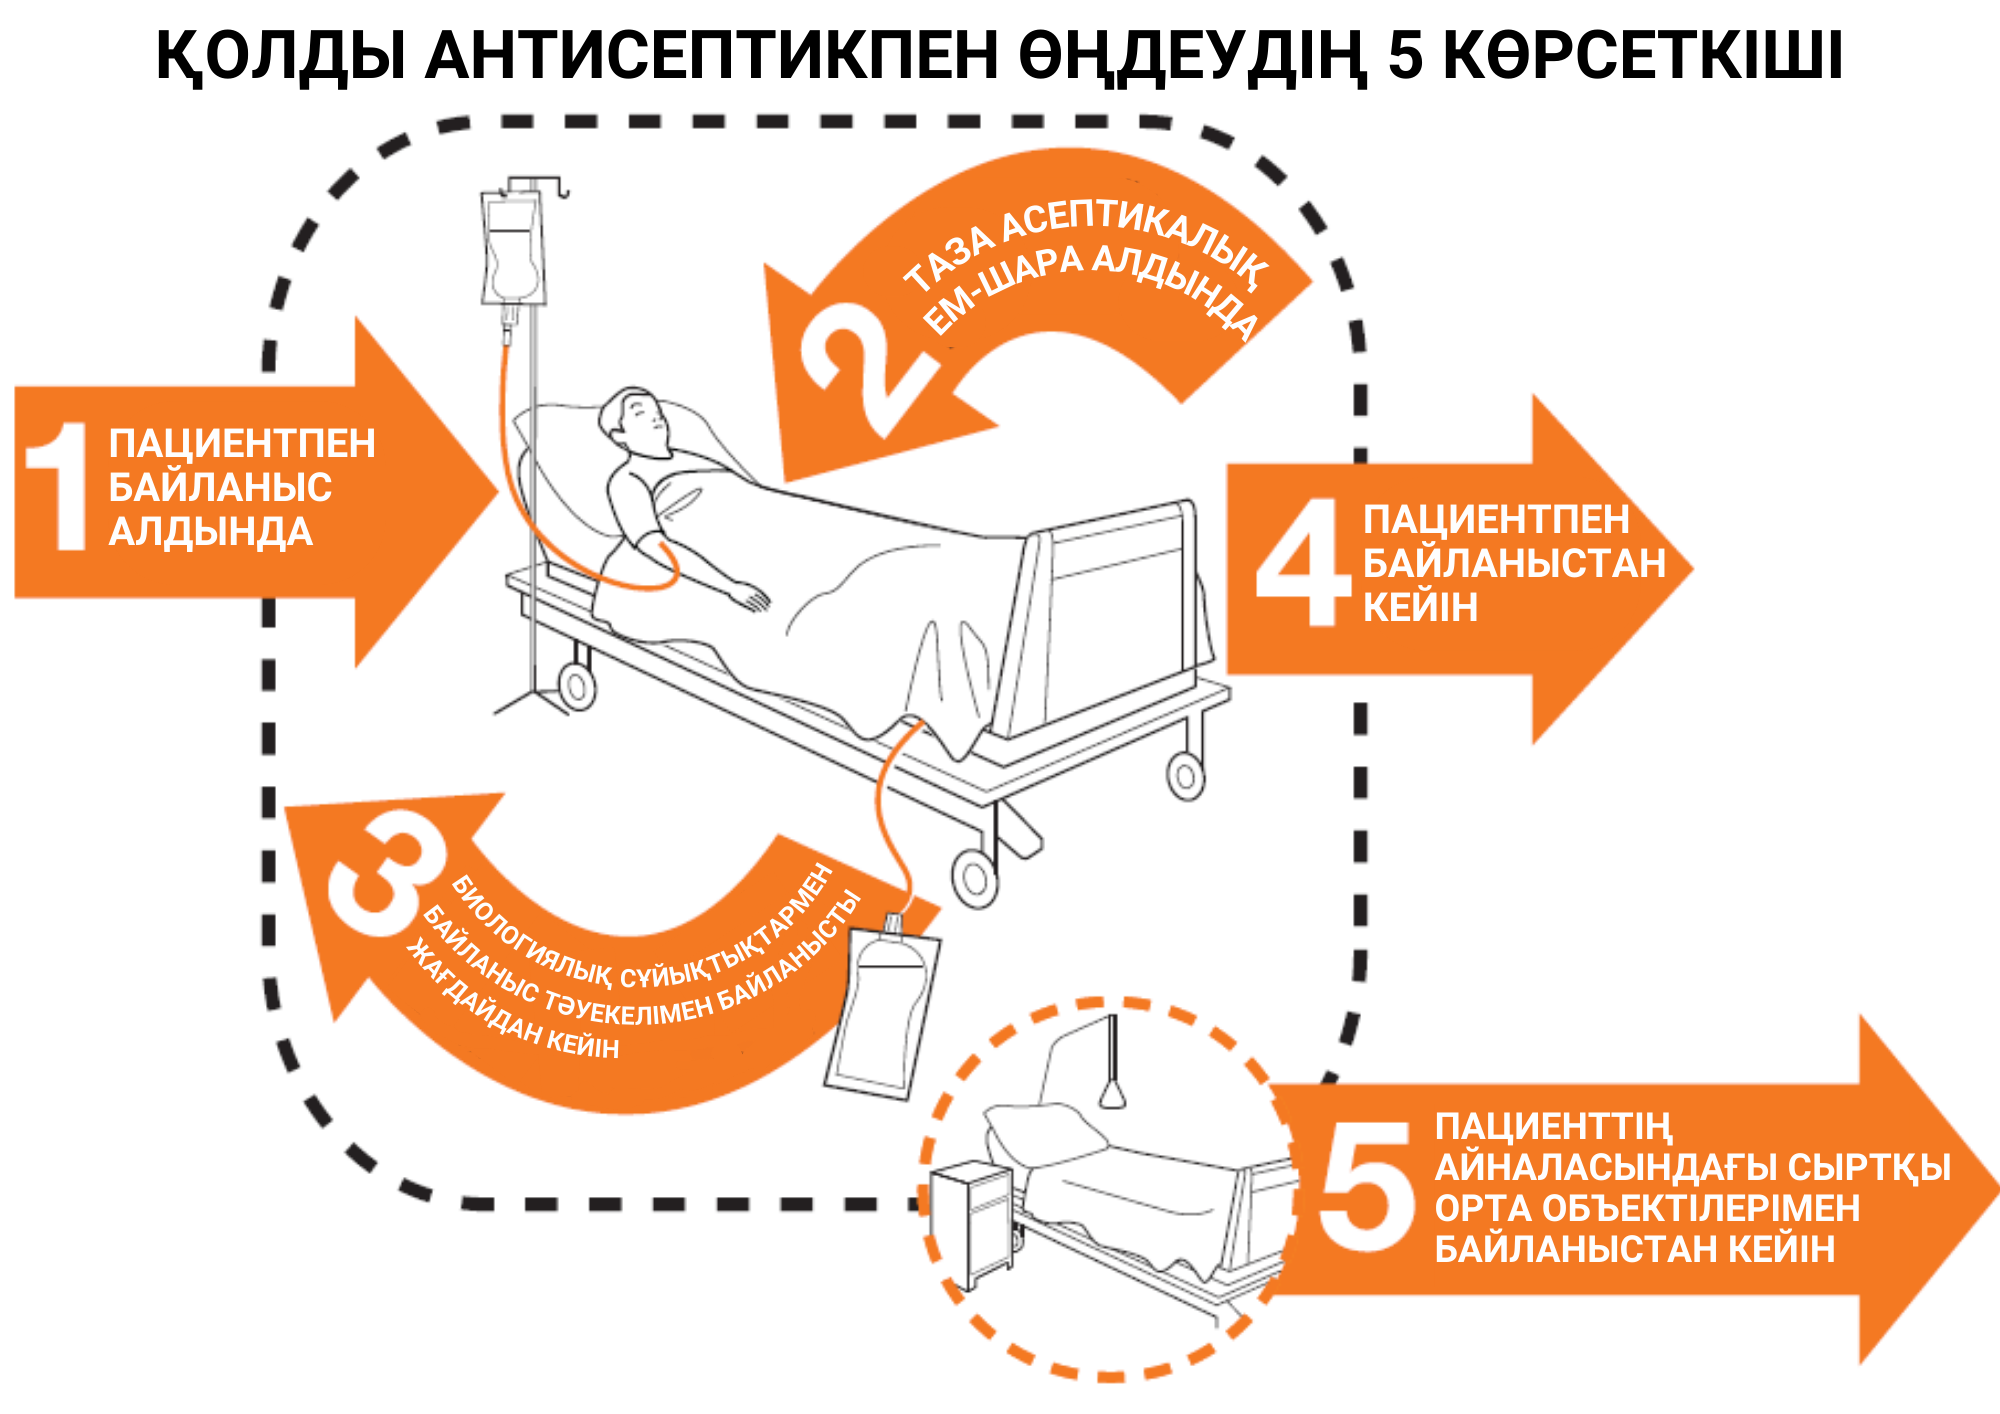 ҚОЛДЫ АНТИСЕПТИКПЕН ӨҢДЕУДІҢ 5 КӨРСЕТКІШІ
1
ПАЦИЕНТПЕН
БАЙЛАНЫС
АЛДЫНДА
2
ТАЗА АСЕПТИКАЛЫҚ
ЕМ-ШАРА АЛДЫНДА
3
БИОЛОГИЯЛЫҚ СҰЙЫҚТЫҚТАРМЕН
БАЙЛАНЫС ТӘУЕКЕЛІМЕН БАЙЛАНЫСТЫ
ЖАҒДАЙДАН КЕЙІН
4
ПАЦИЕНТПЕН
БАЙЛАНЫСТАН
КЕЙІН
5
ПАЦИЕНТТІҢ
АЙНАЛАСЫНДАҒЫ СЫРТҚЫ
ОРТА ОБЪЕКТІЛЕРІМЕН
БАЙЛАНЫСТАН КЕЙІН